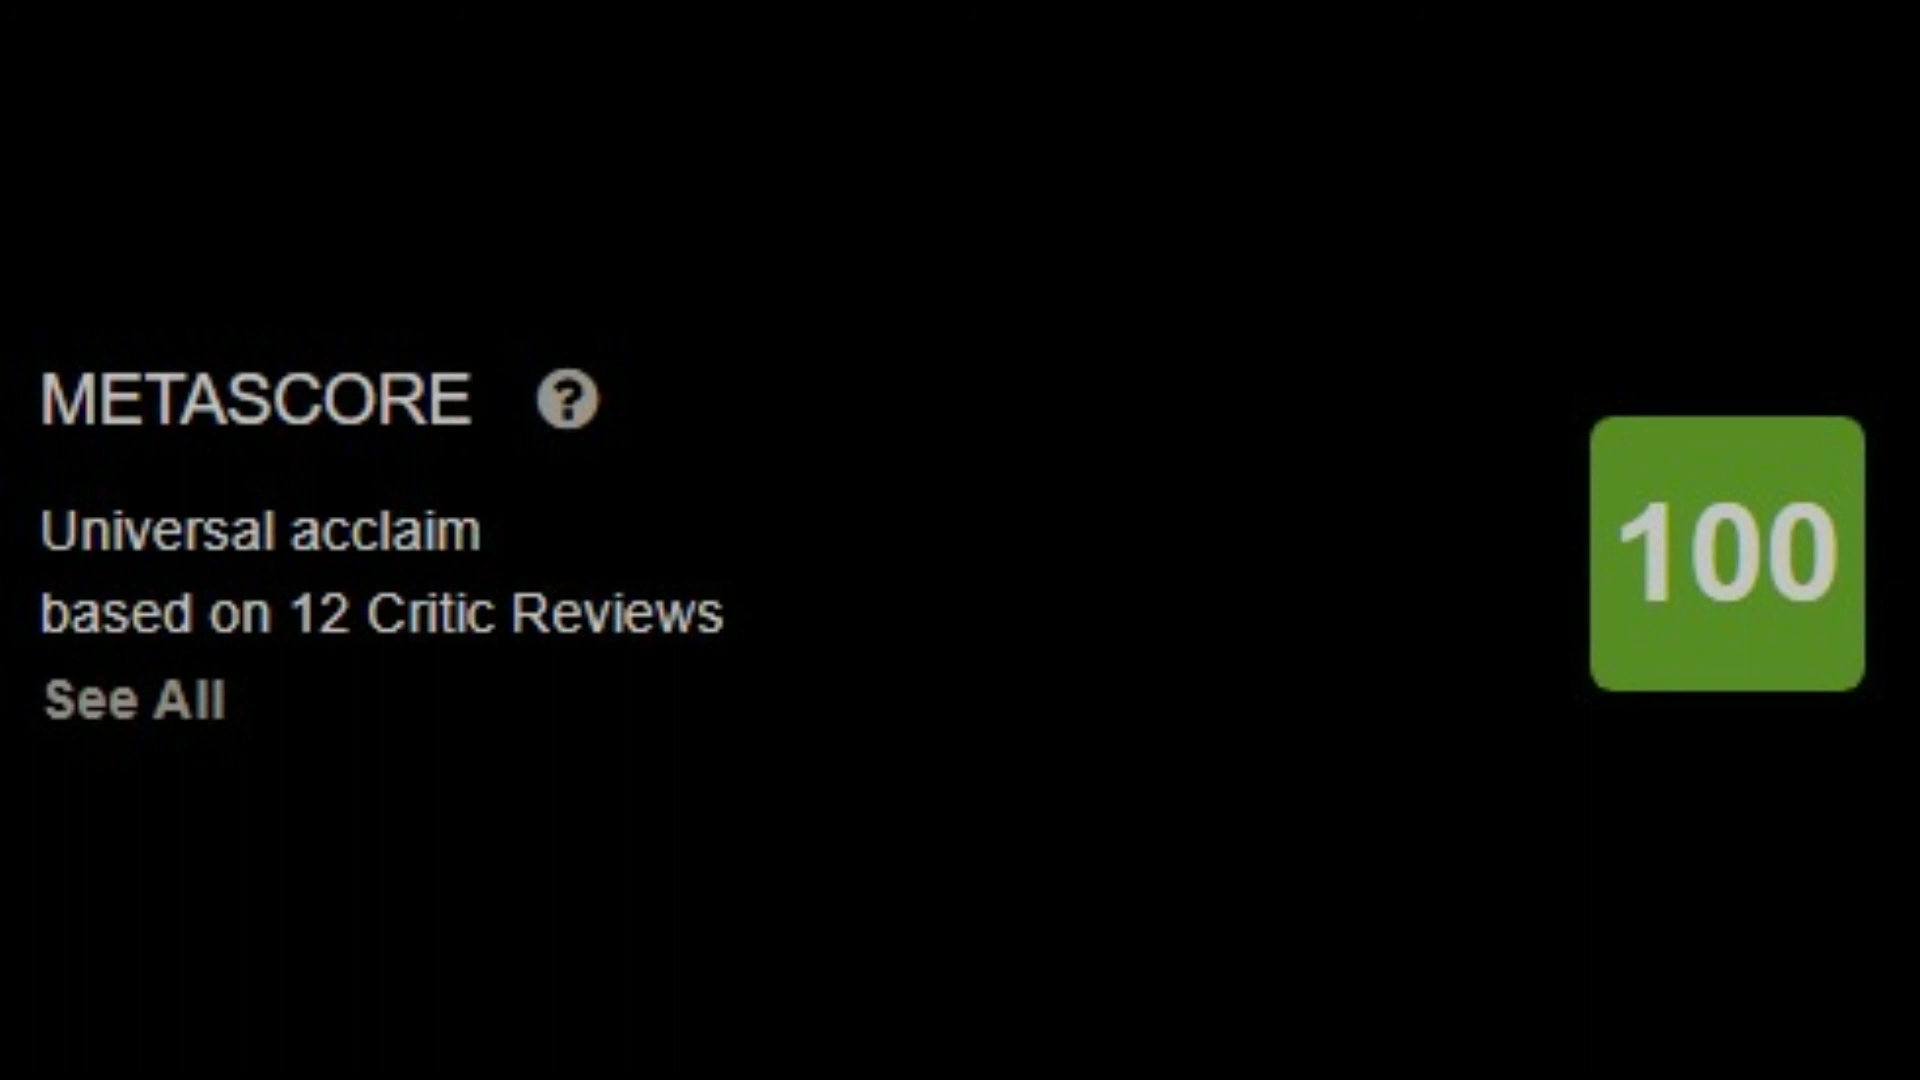 METASCORE
Universal acclaim
based on 12 Critic Reviews
See All
100